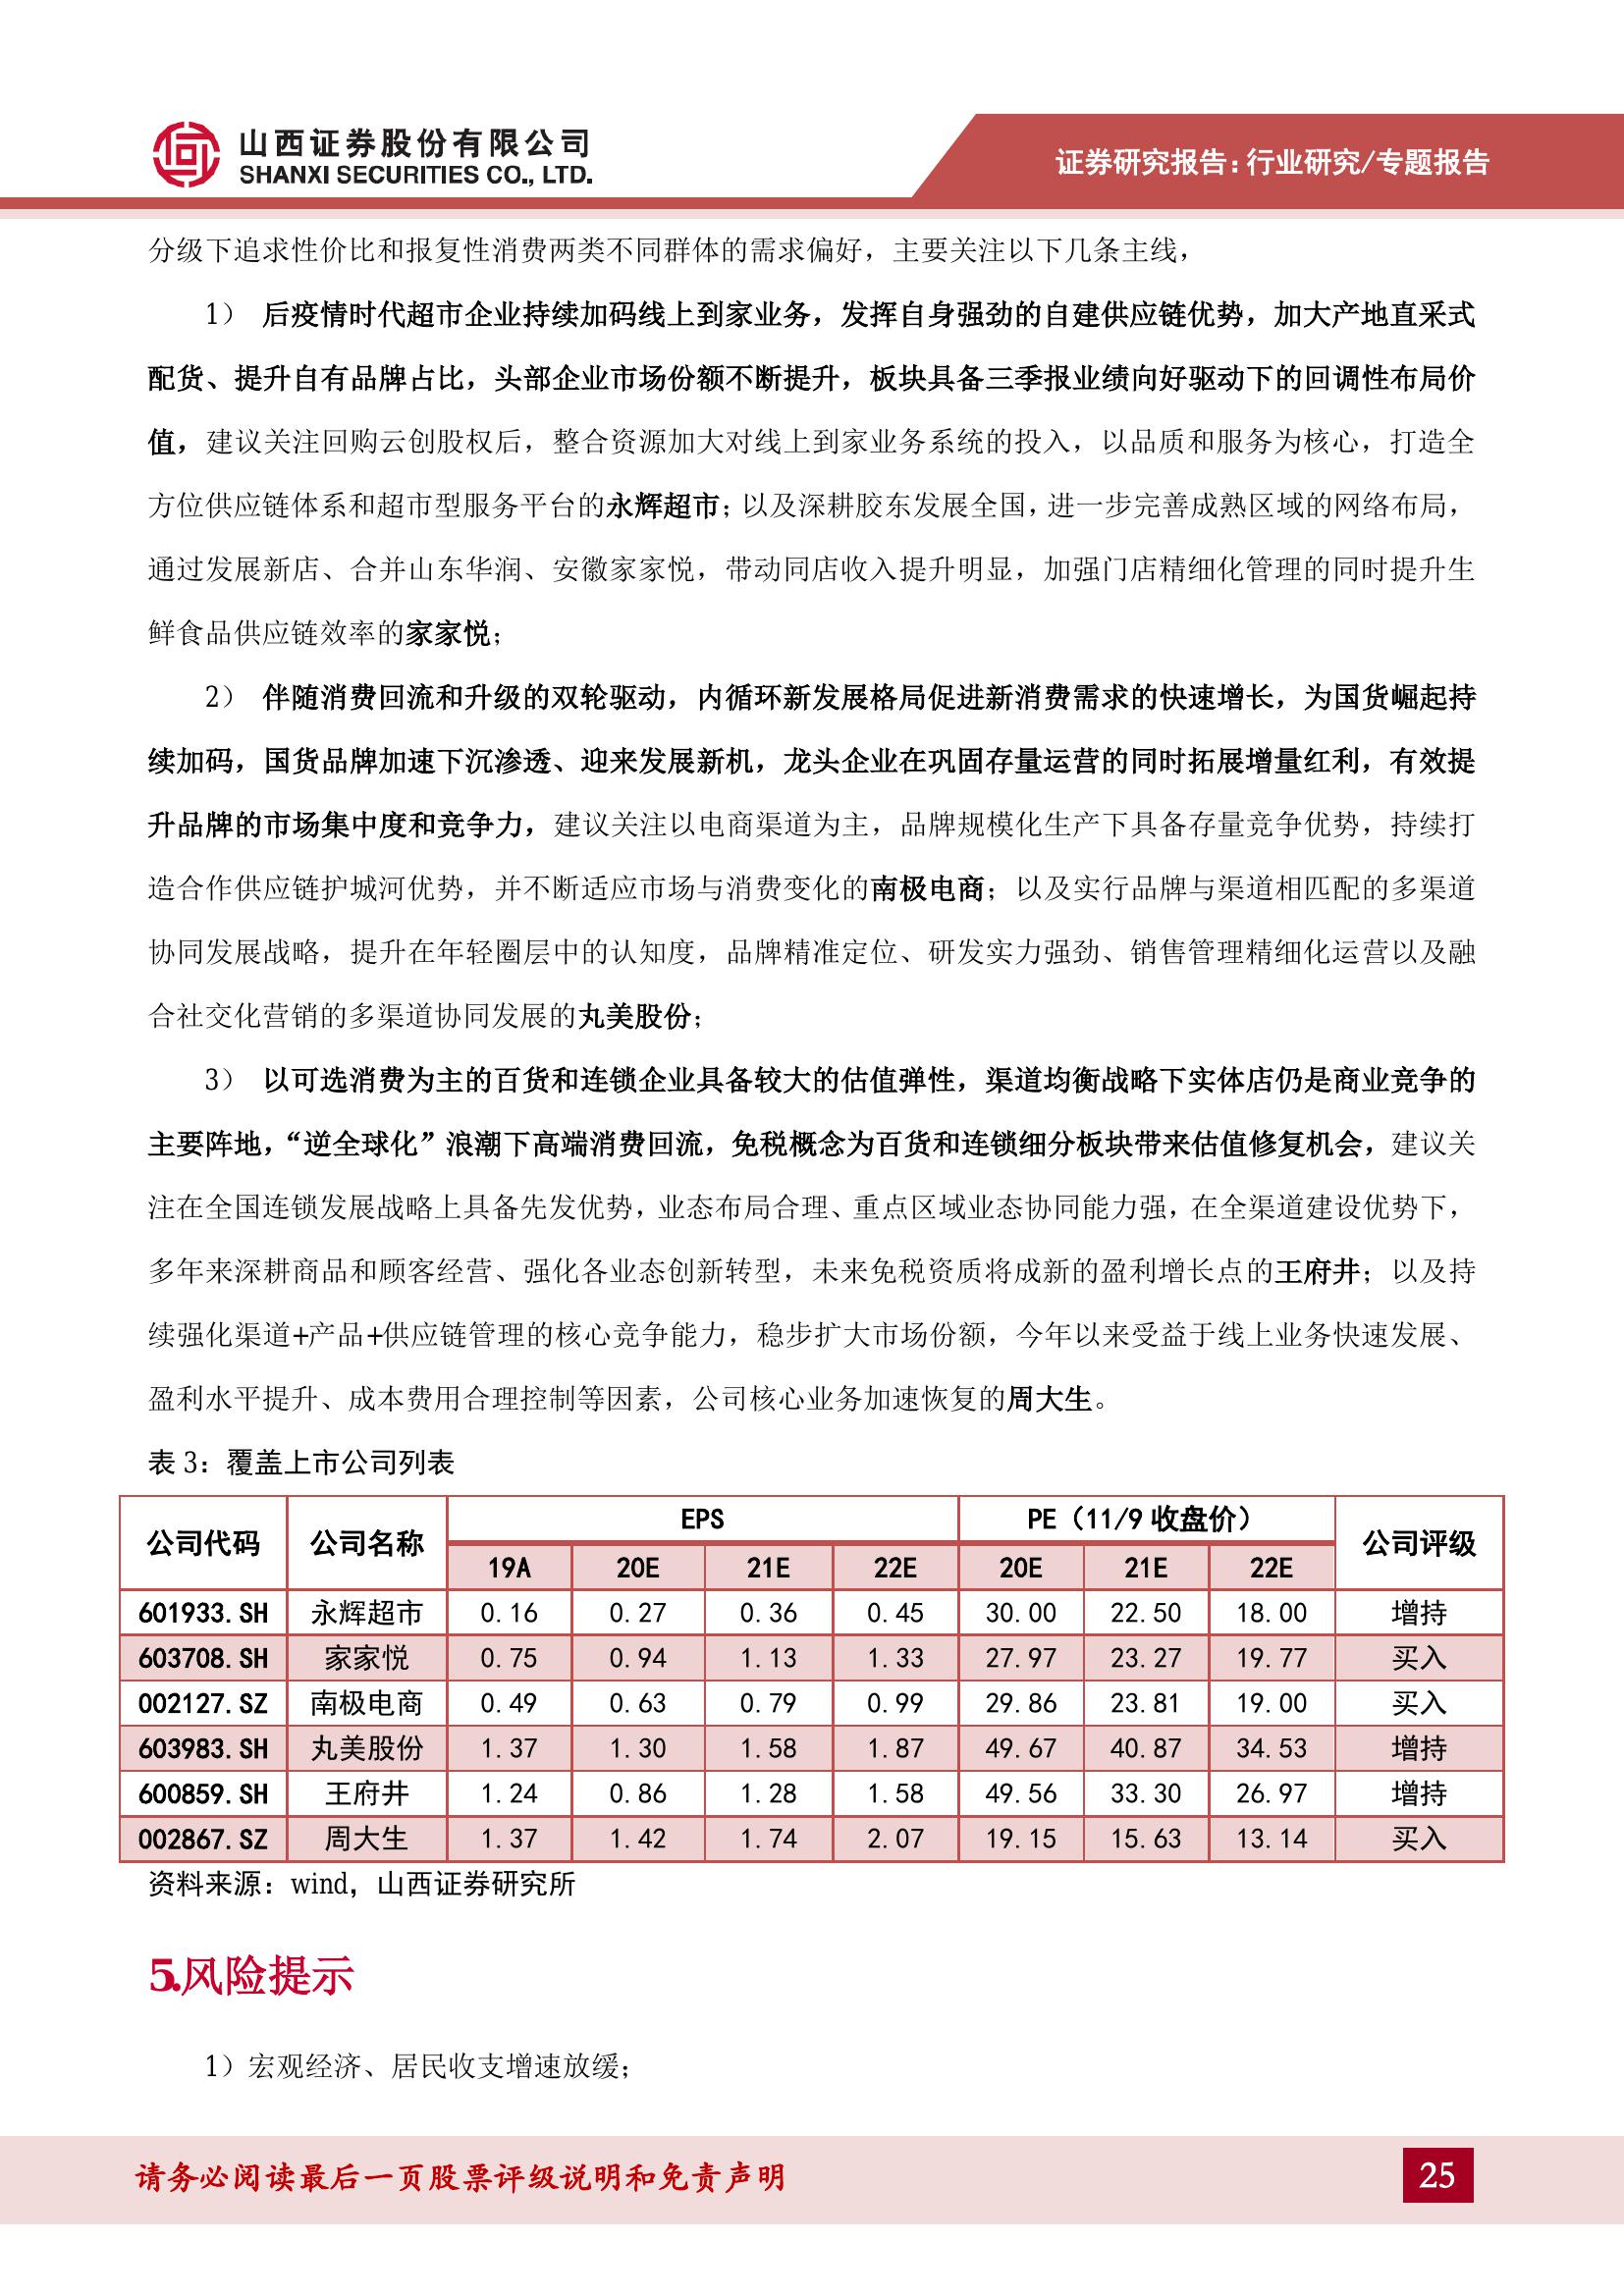 山西证券股份有限公司
SHANXI SECURITIES CO., LTD.
证券研究报告：行业研究/专题报告
分级下追求性价比和报复性消费两类不同群体的需求偏好，主要关注以下几条主线，
1） 后疫情时代超市企业持续加码线上到家业务，发挥自身强劲的自建供应链优势，加大产地直采式
配货、提升自有品牌占比，头部企业市场份额不断提升，板块具备三季报业绩向好驱动下的回调性布局价
值，建议关注回购云创股权后，整合资源加大对线上到家业务系统的投入，以品质和服务为核心，打造全
方位供应链体系和超市型服务平台的永辉超市；以及深耕胶东发展全国，进一步完善成熟区域的网络布局，
通过发展新店、合并山东华润、安徽家家悦，带动同店收入提升明显，加强门店精细化管理的同时提升生
鲜食品供应链效率的家家悦；
2） 伴随消费回流和升级的双轮驱动，内循环新发展格局促进新消费需求的快速增长，为国货崛起持
续加码，国货品牌加速下沉渗透、迎来发展新机，龙头企业在巩固存量运营的同时拓展增量红利，有效提
升品牌的市场集中度和竞争力，建议关注以电商渠道为主，品牌规模化生产下具备存量竞争优势，持续打
造合作供应链护城河优势，并不断适应市场与消费变化的南极电商；以及实行品牌与渠道相匹配的多渠道
协同发展战略，提升在年轻圈层中的认知度，品牌精准定位、研发实力强劲、销售管理精细化运营以及融
合社交化营销的多渠道协同发展的丸美股份；
3） 以可选消费为主的百货和连锁企业具备较大的估值弹性，渠道均衡战略下实体店仍是商业竞争的
主要阵地，“逆全球化”浪潮下高端消费回流，免税概念为百货和连锁细分板块带来估值修复机会，建议关
注在全国连锁发展战略上具备先发优势，业态布局合理、重点区域业态协同能力强，在全渠道建设优势下，
多年来深耕商品和顾客经营、强化各业态创新转型，未来免税资质将成新的盈利增长点的王府井；以及持
续强化渠道+产品+供应链管理的核心竞争能力，稳步扩大市场份额，今年以来受益于线上业务快速发展、
盈利水平提升、成本费用合理控制等因素，公司核心业务加速恢复的周大生。
表 3：覆盖上市公司列表
公司代码 公司名称 EPS PE（11/9 收盘价） 公司评级
19A 20E 21E 22E 20E 21E 22E
601933.SH 永辉超市 0.16 0.27 0.36 0.45 30.00 22.50 18.00 增持
603708.SH 家家悦 0.75 0.94 1.13 1.33 27.97 23.27 19.77 买入
002127.SZ 南极电商 0.49 0.63 0.79 0.99 29.86 23.81 19.00 买入
603983.SH 丸美股份 1.37 1.30 1.58 1.87 49.67 40.87 34.53 增持
600859.SH 王府井 1.24 0.86 1.28 1.58 49.56 33.30 26.97 增持
002867.SZ 周大生 1.37 1.42 1.74 2.07 19.15 15.63 13.14 买入
资料来源：wind，山西证券研究所
5.风险提示
1）宏观经济、居民收支增速放缓；
请务必阅读最后一页股票评级说明和免责声明
25